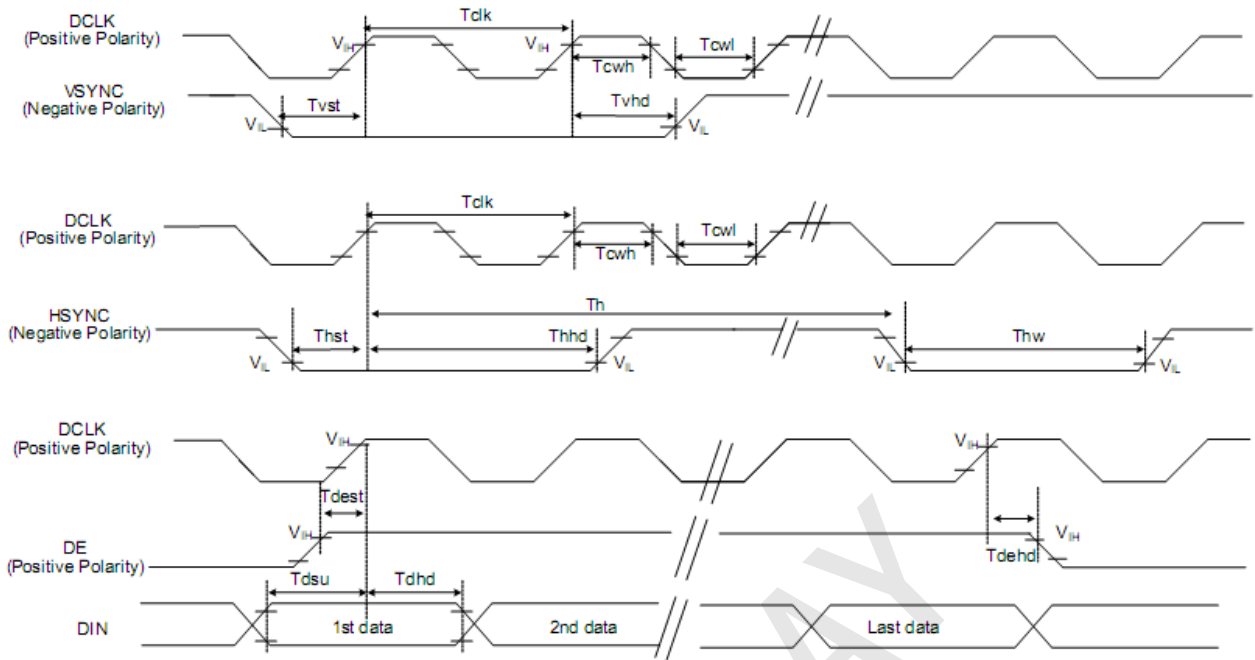 DCLK
(Positive Polarity)
Tclk
VIH
VIH
Tcwh
Tcwl
VSYNC
(Negative Polarity)
Tvst
Tvhd
VIL
VIL
DCLK
(Positive Polarity)
Tclk
Tcwh
Tcwl
HSYNC
(Negative Polarity)
Th
Thst
Thhd
Thw
VIL
VIL
VIL
VIL
DCLK
(Positive Polarity)
VIH
VIH
Tdest
DE
(Positive Polarity)
VIH
VIH
Tdehd
Tdsu
Tdhd
DIN
1st data
2nd data
Last data
AY